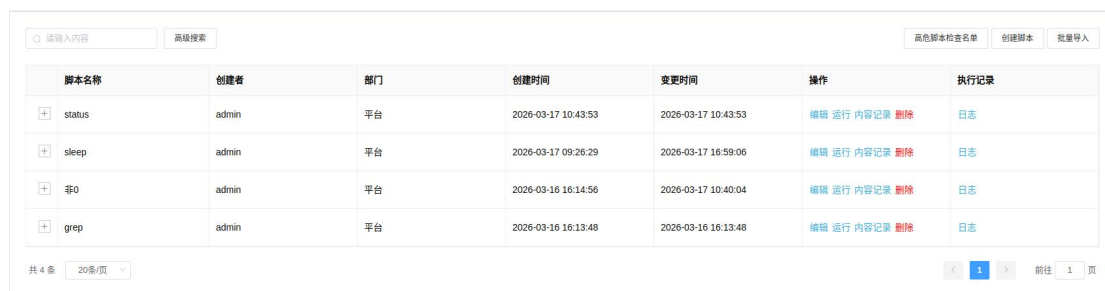 请输入内容 高级搜索 高危脚本检查名单 创建脚本 批量导入
脚本名称 创建者 部门 创建时间 变更时间 操作 执行记录
status admin 平台 2026-03-17 10:43:53 2026-03-17 10:43:53 编辑 运行 内容记录 删除 日志
sleep admin 平台 2026-03-17 09:26:29 2026-03-17 16:59:06 编辑 运行 内容记录 删除 日志
非0 admin 平台 2026-03-16 16:14:56 2026-03-17 10:40:04 编辑 运行 内容记录 删除 日志
grep admin 平台 2026-03-16 16:13:48 2026-03-16 16:13:48 编辑 运行 内容记录 删除 日志
共 4 条 20条/页 1 前往 1 页